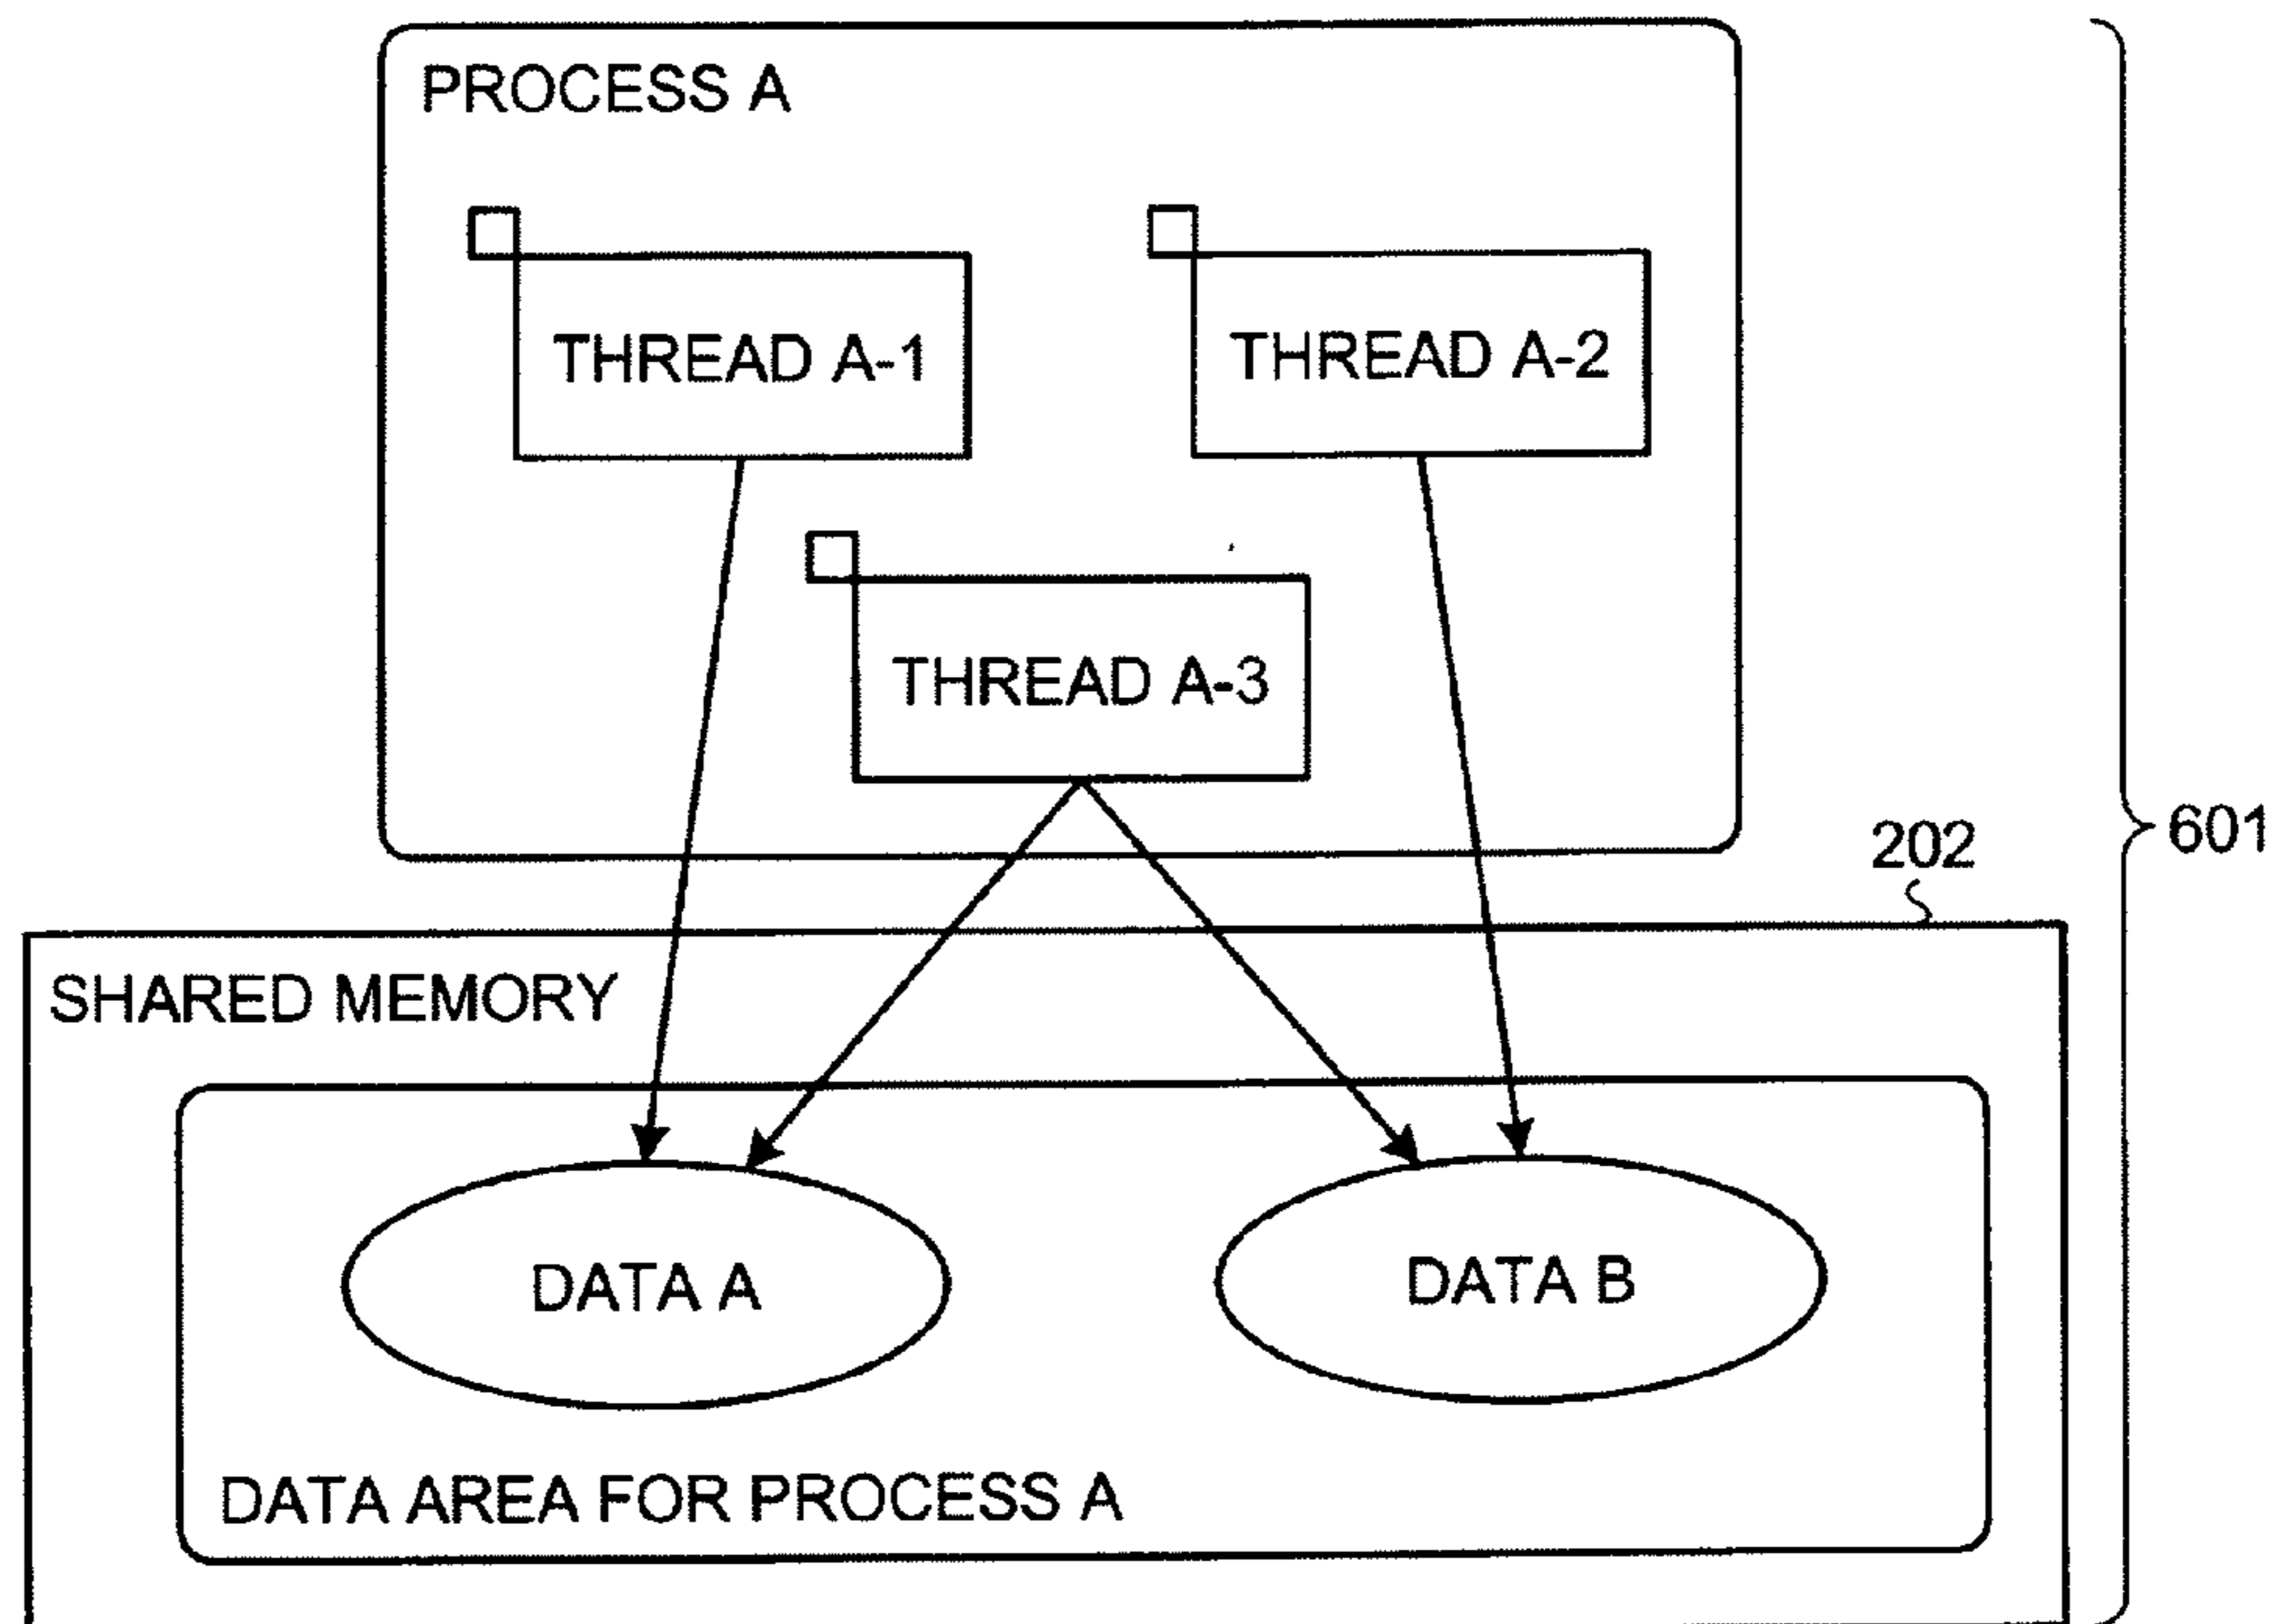 PROCESS A
THREAD A-1
THREAD A-2
THREAD A-3
202
601
SHARED MEMORY
DATA A
DATA B
DATA AREA FOR PROCESS A